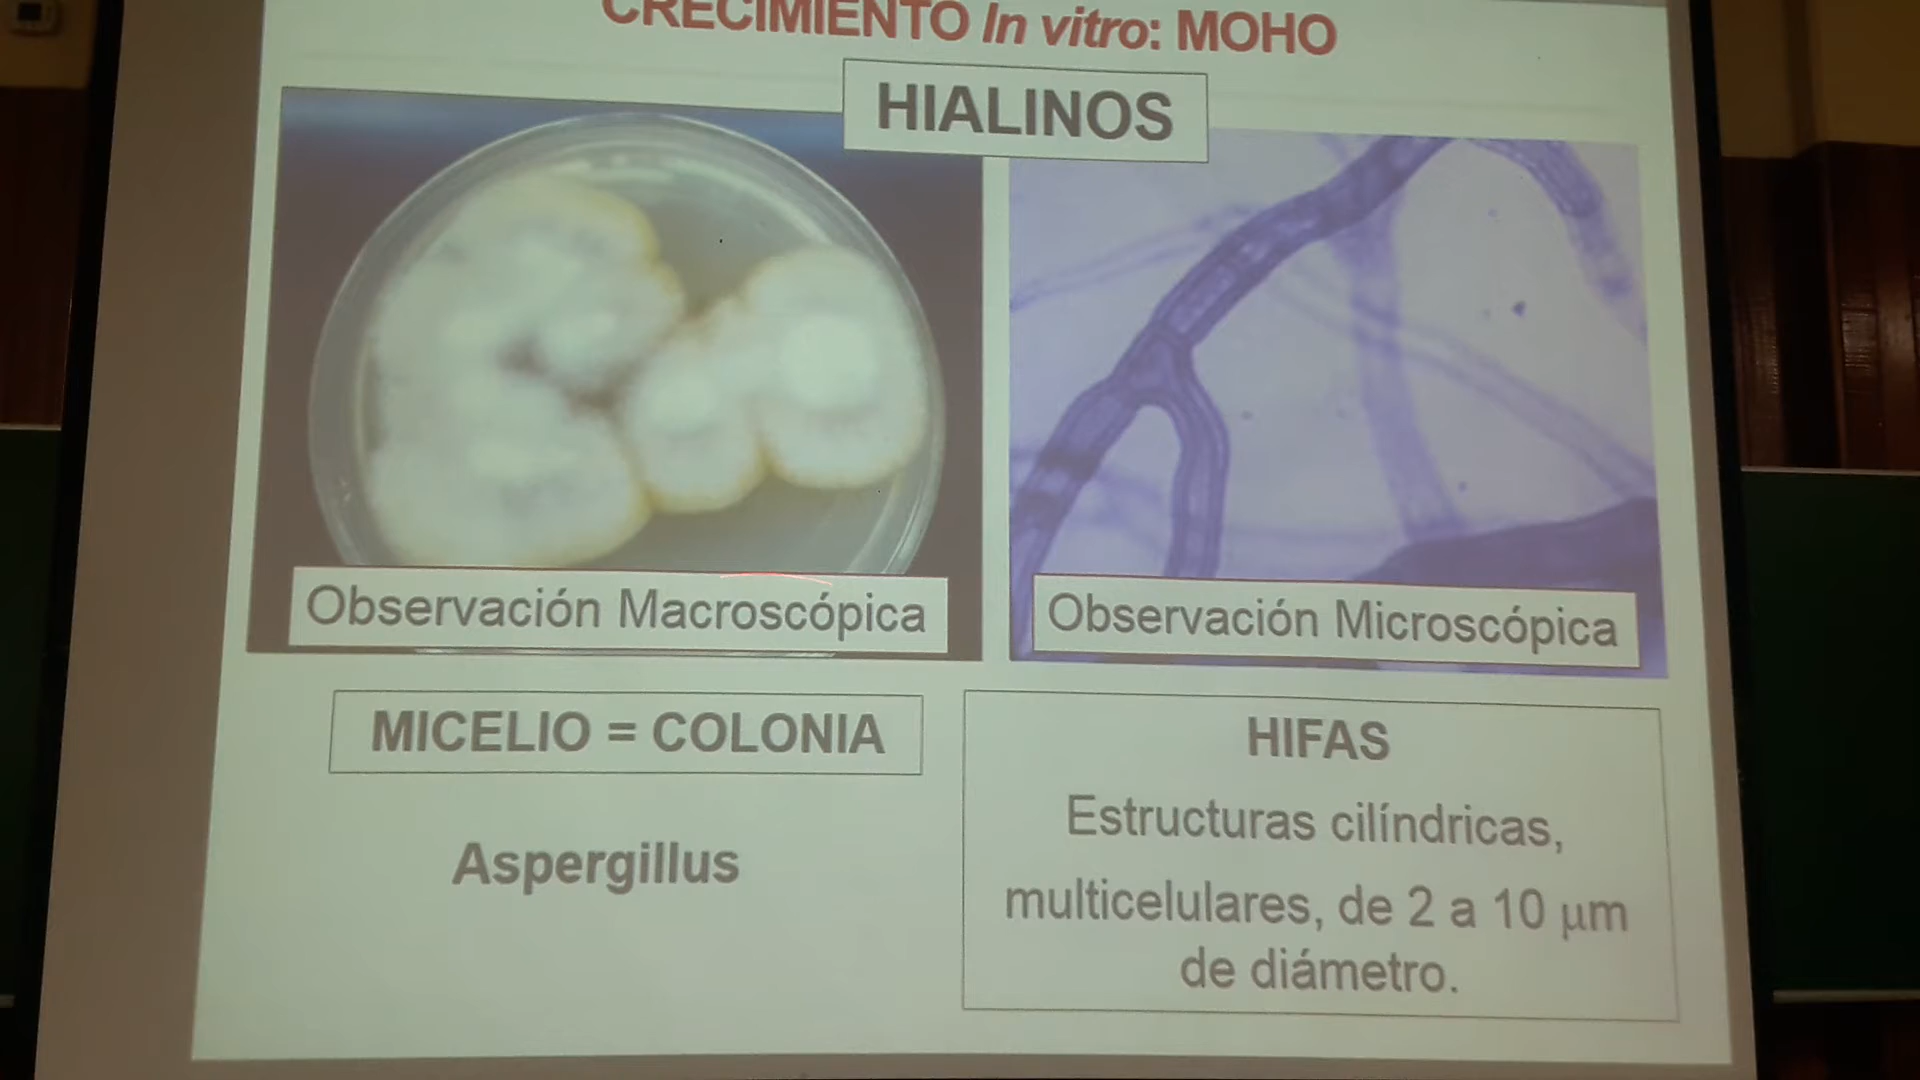 CRECIMIENTO In vitro: MOHO
HIALINOS
Observación Macroscópica
Observación Microscópica
MICELIO = COLONIA
Aspergillus
HIFAS
Estructuras cilíndricas,
multicelulares, de 2 a 10 μm
de diámetro.